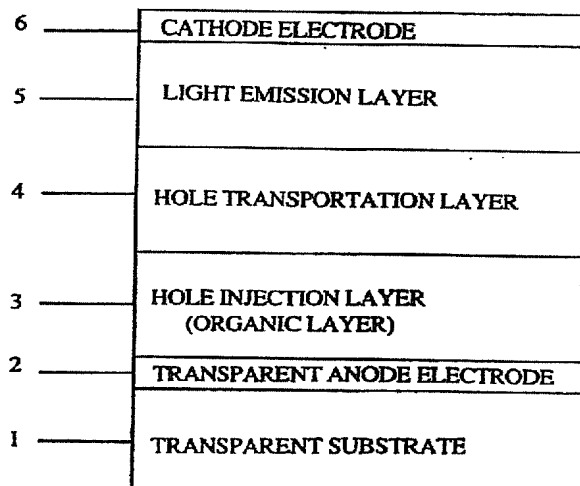 6 CATHODE ELECTRODE
5 LIGHT EMISSION LAYER
4 HOLE TRANSPORTATION LAYER
3 HOLE INJECTION LAYER
(ORGANIC LAYER)
2 TRANSPARENT ANODE ELECTRODE
1 TRANSPARENT SUBSTRATE